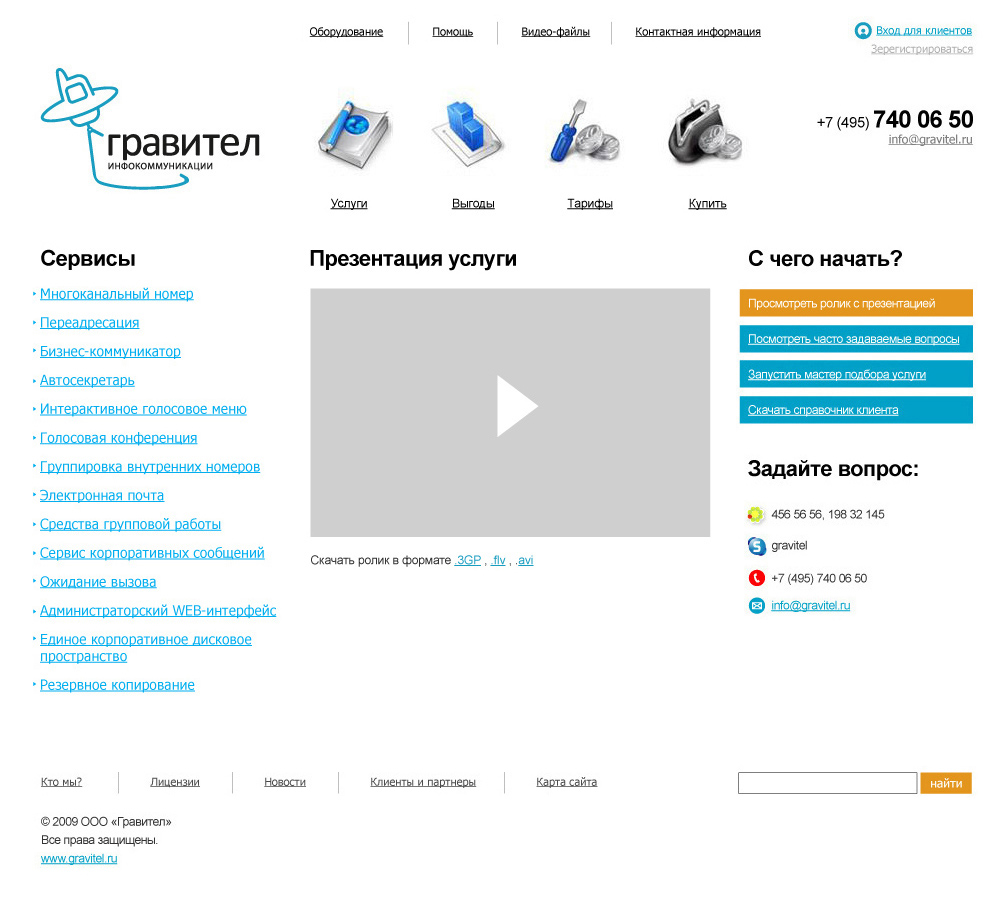 Оборудование
Помощь
Видео-файлы
Контактная информация
Вход для клиентов
Зерегистрироваться
гравител
ИНФОКОММУНИКАЦИИ
+7 (495) 740 06 50
info@gravitel.ru
Услуги
Выгоды
Тарифы
Купить
Сервисы
Многоканальный номер
Переадресация
Бизнес-коммуникатор
Автосекретарь
Интерактивное голосовое меню
Голосовая конференция
Группировка внутренних номеров
Электронная почта
Средства групповой работы
Сервис корпоративных сообщений
Ожидание вызова
Администраторский WEB-интерфейс
Единое корпоративное дисковое
пространство
Резервное копирование
Презентация услуги
Скачать ролик в формате .3GP , .flv , .avi
С чего начать?
Просмотреть ролик с презентацией
Посмотреть часто задаваемые вопросы
Запустить мастер подбора услуги
Скачать справочник клиента
Задайте вопрос:
456 56 56, 198 32 145
gravitel
+7 (495) 740 06 50
info@gravitel.ru
Кто мы?
Лицензии
Новости
Клиенты и партнеры
Карта сайта
найти
© 2009 ООО «Гравител»
Все права защищены.
www.gravitel.ru